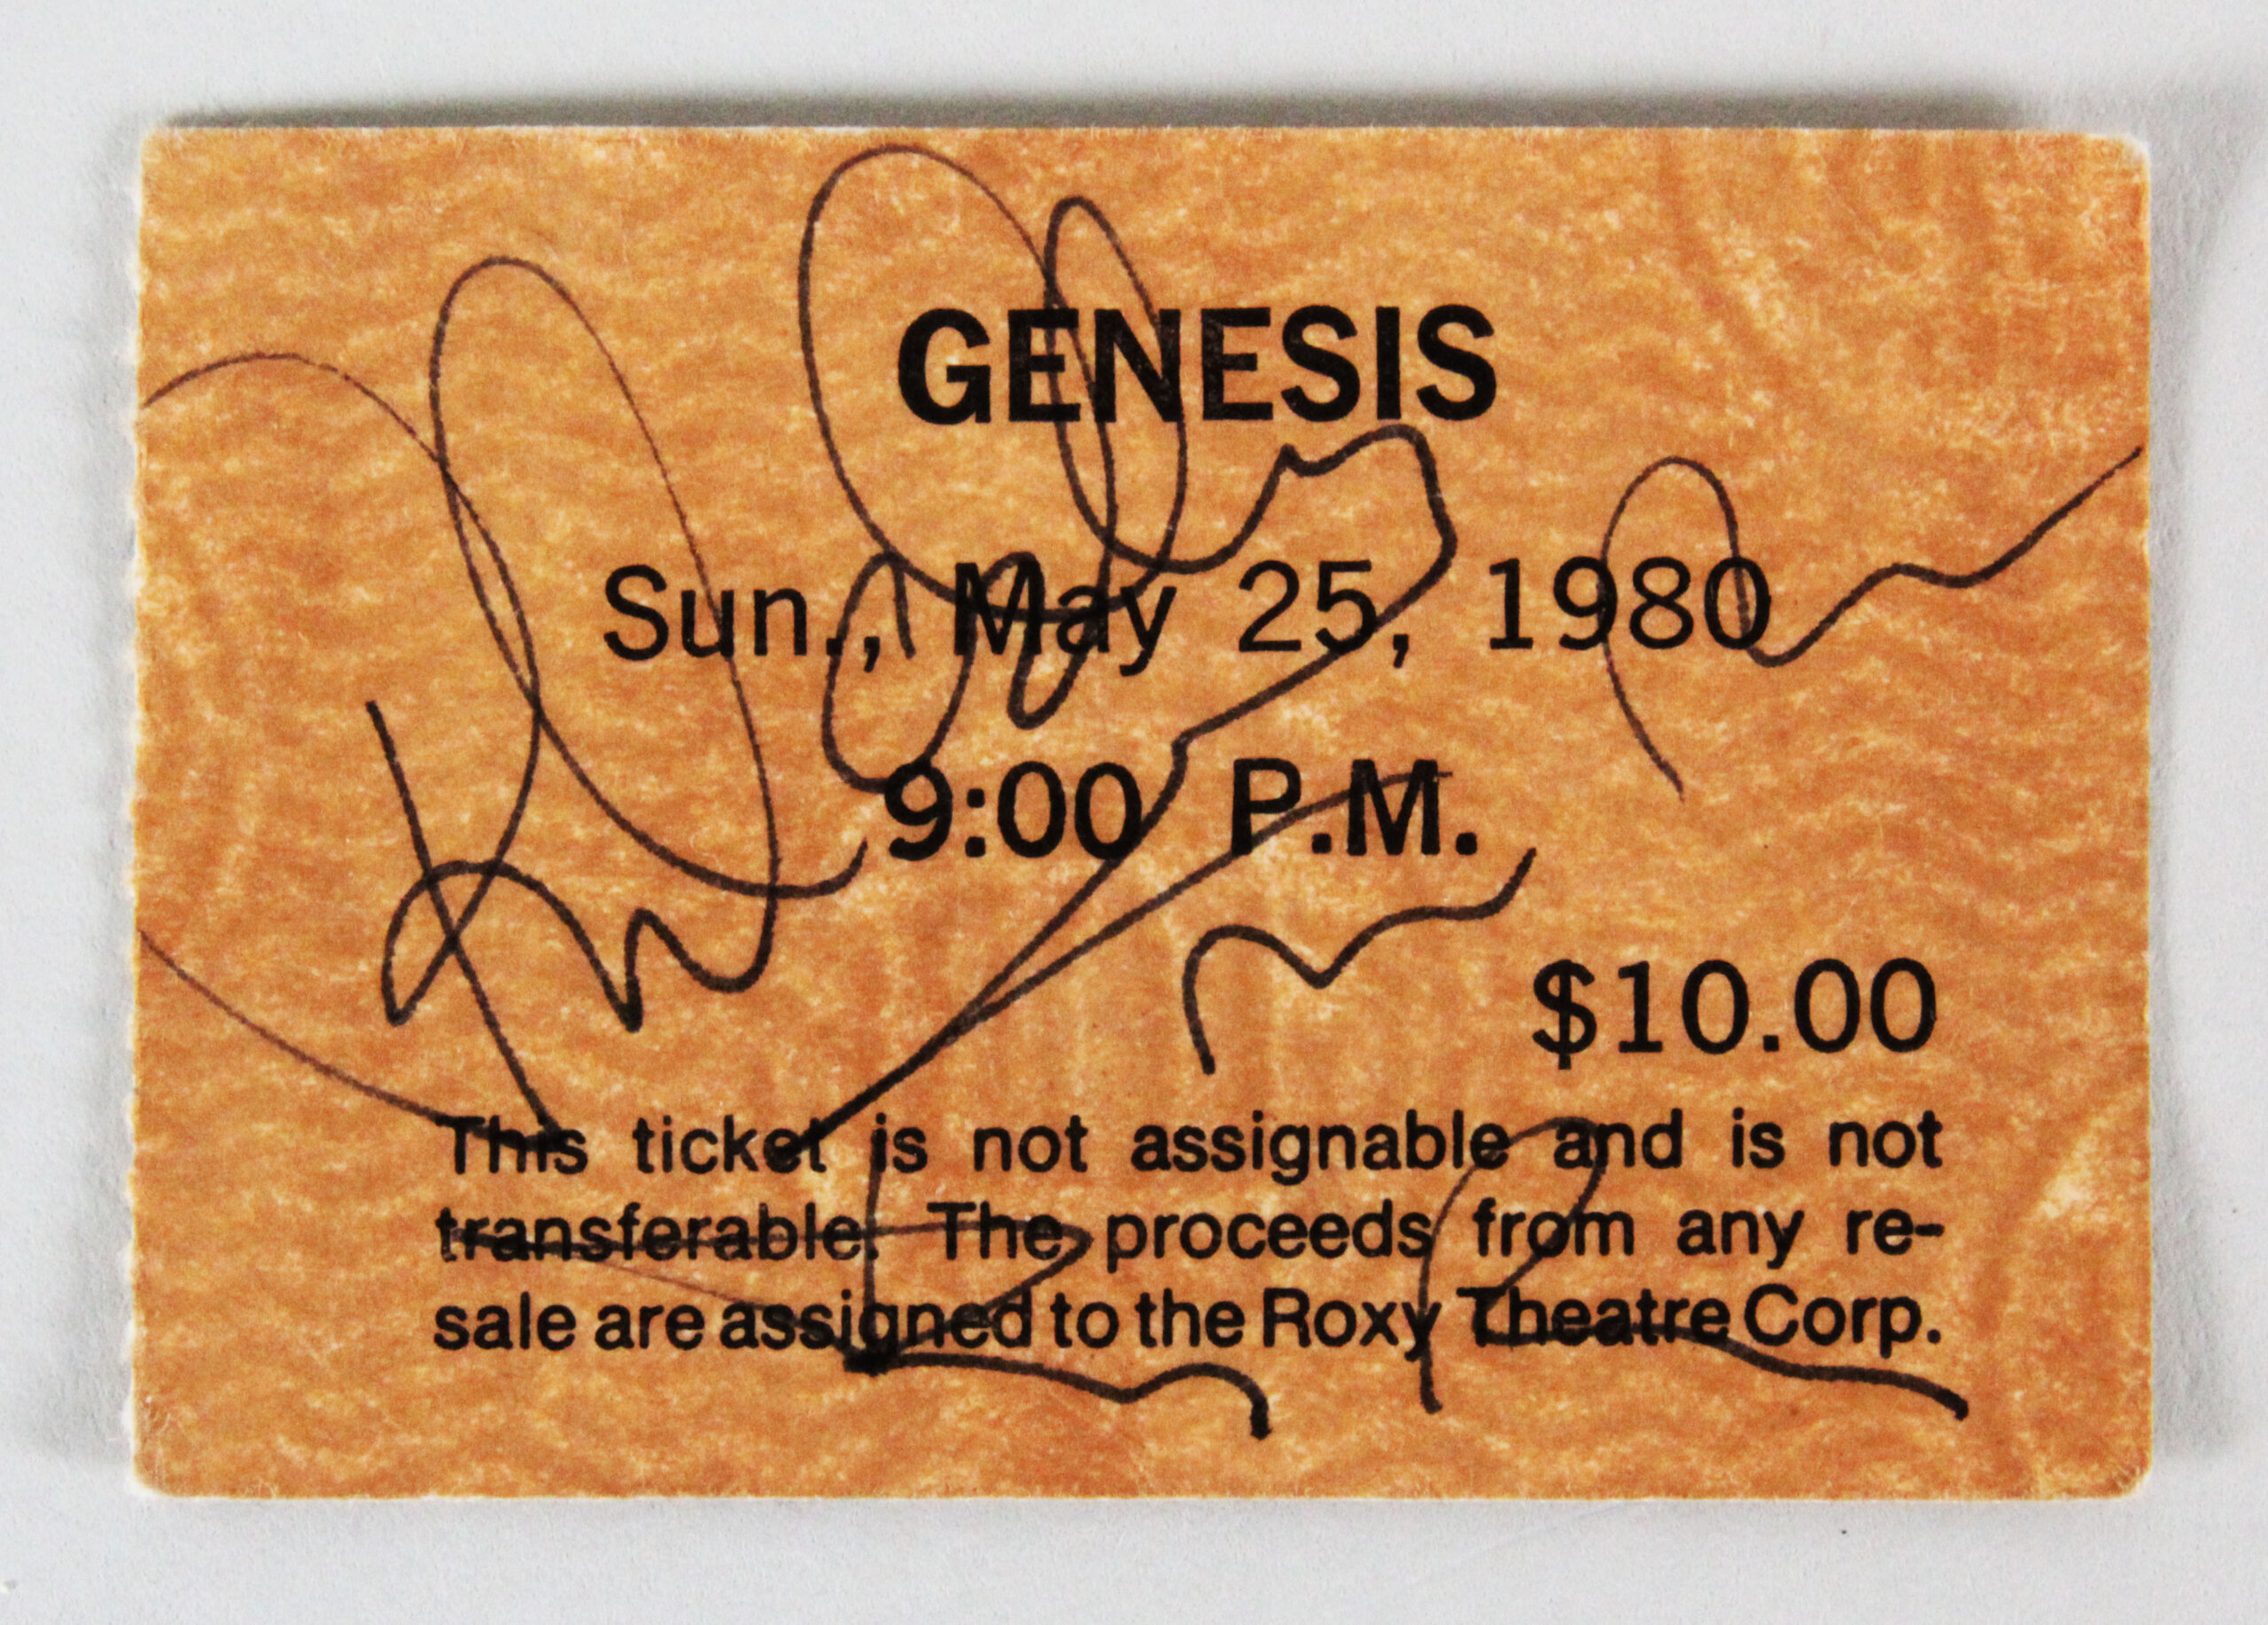 GENESIS
Sun., May 25, 1980
9:00 P.M.
$10.00
This ticket is not assignable and is not
transferable. The proceeds from any re-
sale are assigned to the Roxy Theatre Corp.